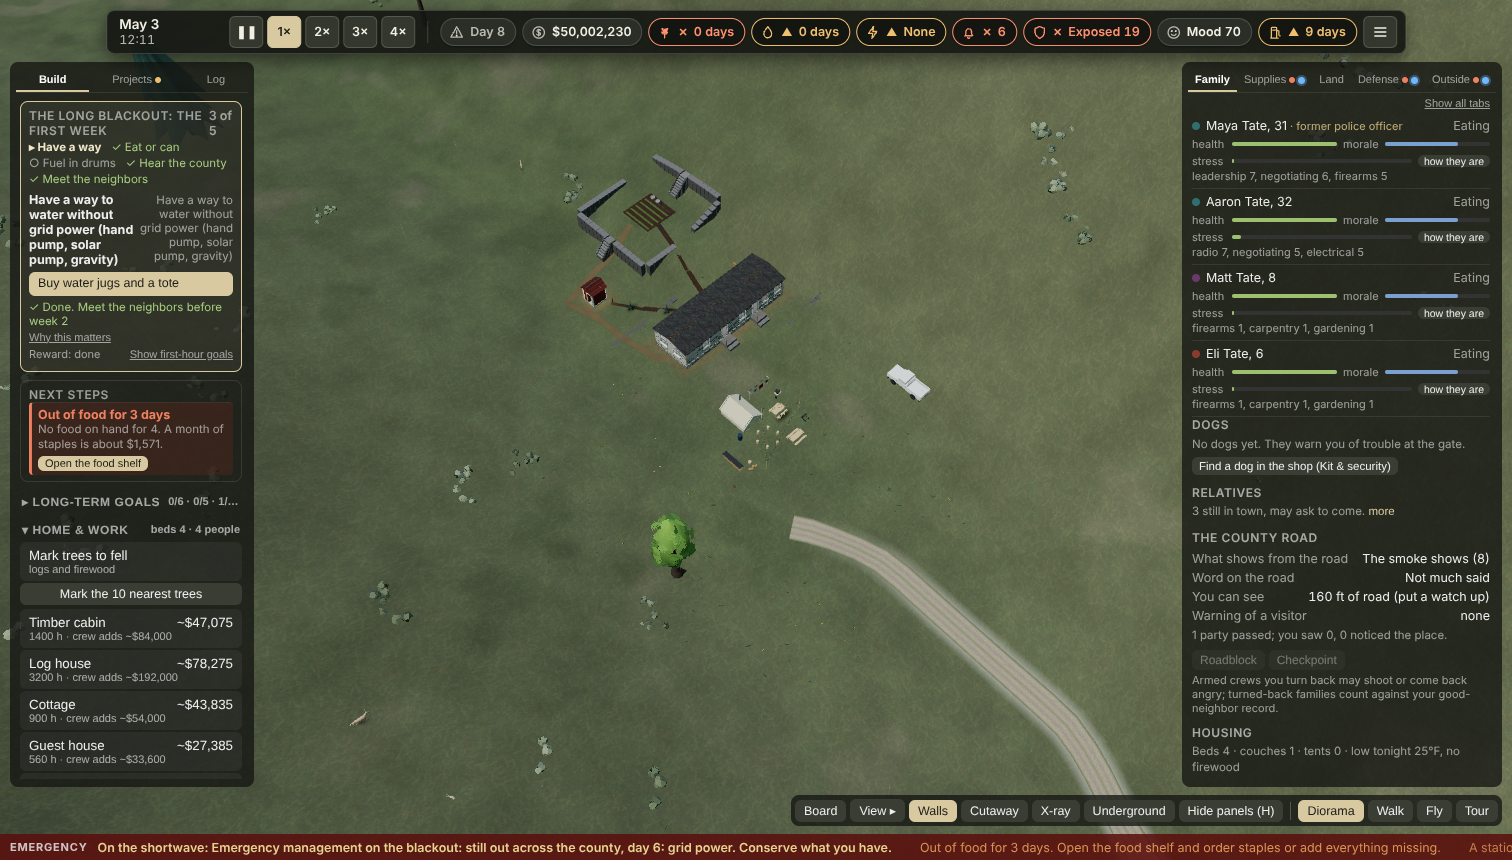 May 3
12:11
1× 2× 3× 4×
Day 8
$50,002,230
× 0 days
▲ 0 days
▲ None
× 6
× Exposed 19
Mood 70
▲ 9 days
Build Projects Log
THE LONG BLACKOUT: THE FIRST WEEK 3 of 5
▸ Have a way ✓ Eat or can
○ Fuel in drums ✓ Hear the county
✓ Meet the neighbors
Have a way to water without grid power (hand pump, solar pump, gravity)
Have a way to water without grid power (hand pump, solar pump, gravity)
Buy water jugs and a tote
✓ Done. Meet the neighbors before week 2
Why this matters
Reward: done Show first-hour goals
NEXT STEPS
Out of food for 3 days
No food on hand for 4. A month of staples is about $1,571.
Open the food shelf
▸ LONG-TERM GOALS 0/6 · 0/5 · 1/...
▾ HOME & WORK beds 4 · 4 people
Mark trees to fell
logs and firewood
Mark the 10 nearest trees
Timber cabin ~$47,075
1400 h · crew adds ~$84,000
Log house ~$78,275
3200 h · crew adds ~$192,000
Cottage ~$43,835
900 h · crew adds ~$54,000
Guest house ~$27,385
560 h · crew adds ~$33,600
Family Supplies Land Defense Outside
Show all tabs
Maya Tate, 31 · former police officer Eating
health morale
stress how they are
leadership 7, negotiating 6, firearms 5
Aaron Tate, 32 Eating
health morale
stress how they are
radio 7, negotiating 5, electrical 5
Matt Tate, 8 Eating
health morale
stress how they are
firearms 1, carpentry 1, gardening 1
Eli Tate, 6 Eating
health morale
stress how they are
firearms 1, carpentry 1, gardening 1
DOGS
No dogs yet. They warn you of trouble at the gate.
Find a dog in the shop (Kit & security)
RELATIVES
3 still in town, may ask to come. more
THE COUNTY ROAD
What shows from the road The smoke shows (8)
Word on the road Not much said
You can see 160 ft of road (put a watch up)
Warning of a visitor none
1 party passed; you saw 0, 0 noticed the place.
Roadblock Checkpoint
Armed crews you turn back may shoot or come back
angry; turned-back families count against your good-
neighbor record.
HOUSING
Beds 4 · couches 1 · tents 0 · low tonight 25°F, no
firewood
Board View ▸ Walls Cutaway X-ray Underground Hide panels (H) Diorama Walk Fly Tour
EMERGENCY On the shortwave: Emergency management on the blackout: still out across the county, day 6: grid power. Conserve what you have. Out of food for 3 days. Open the food shelf and order staples or add everything missing. A static